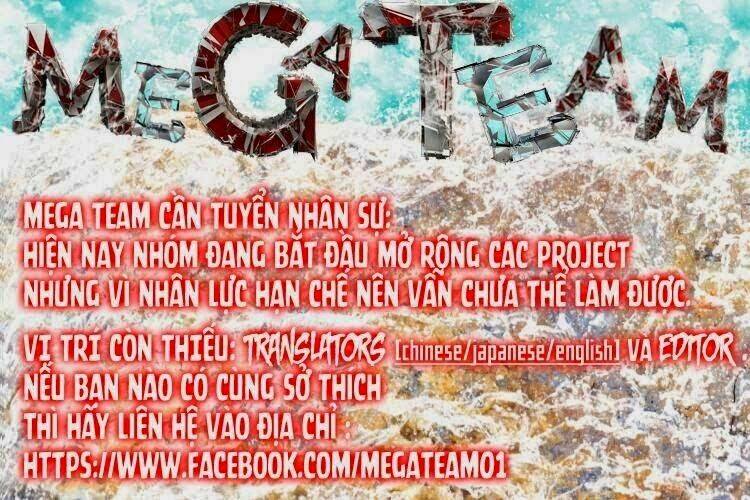 MEGATEAM
MEGA TEAM CẦN TUYỂN NHÂN SỰ:
HIỆN NAY NHÓM ĐANG BẮT ĐẦU MỞ RỘNG CÁC PROJECT
NHƯNG VÌ NHÂN LỰC HẠN CHẾ NÊN VẪN CHƯA THỂ LÀM ĐƯỢC.
VỊ TRÍ CÒN THIẾU: TRANSLATORS [chinese/japanese/english] VÀ EDITOR
NẾU BẠN NÀO CÓ CÙNG SỞ THÍCH
THÌ HÃY LIÊN HỆ VÀO ĐỊA CHỈ :
HTTPS://WWW.FACEBOOK.COM/MEGATEAM01